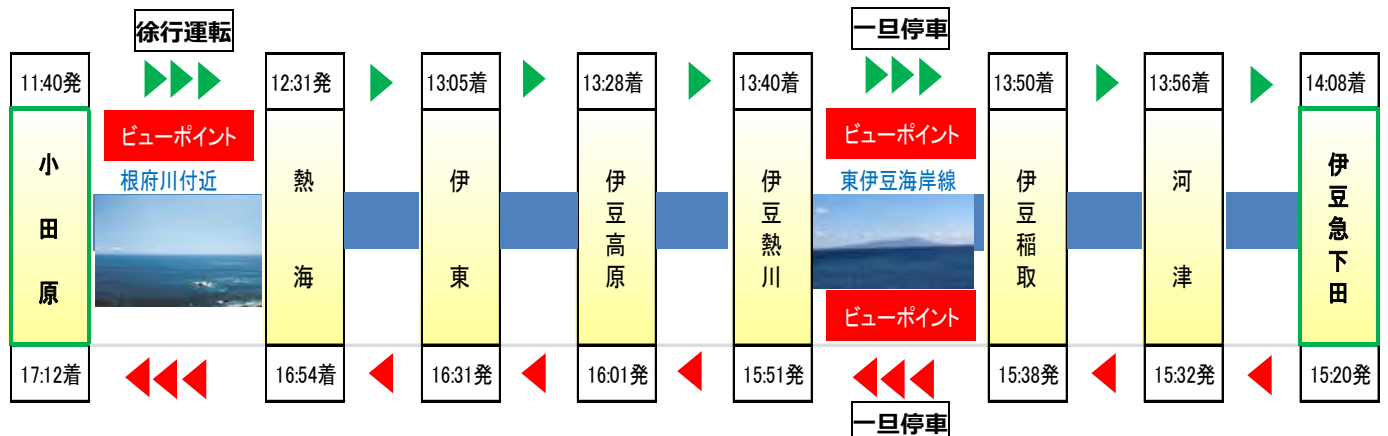 徐行運転
一旦停車
11:40発
12:31発
13:05着
13:28着
13:40着
13:50着
13:56着
14:08着
ビューポイント
ビューポイント
根府川付近
東伊豆海岸線
小田原
熱海
伊東
伊豆高原
伊豆熱川
伊豆稲取
河津
伊豆急下田
ビューポイント
17:12着
16:54着
16:31発
16:01発
15:51発
15:38発
15:32発
15:20発
一旦停車